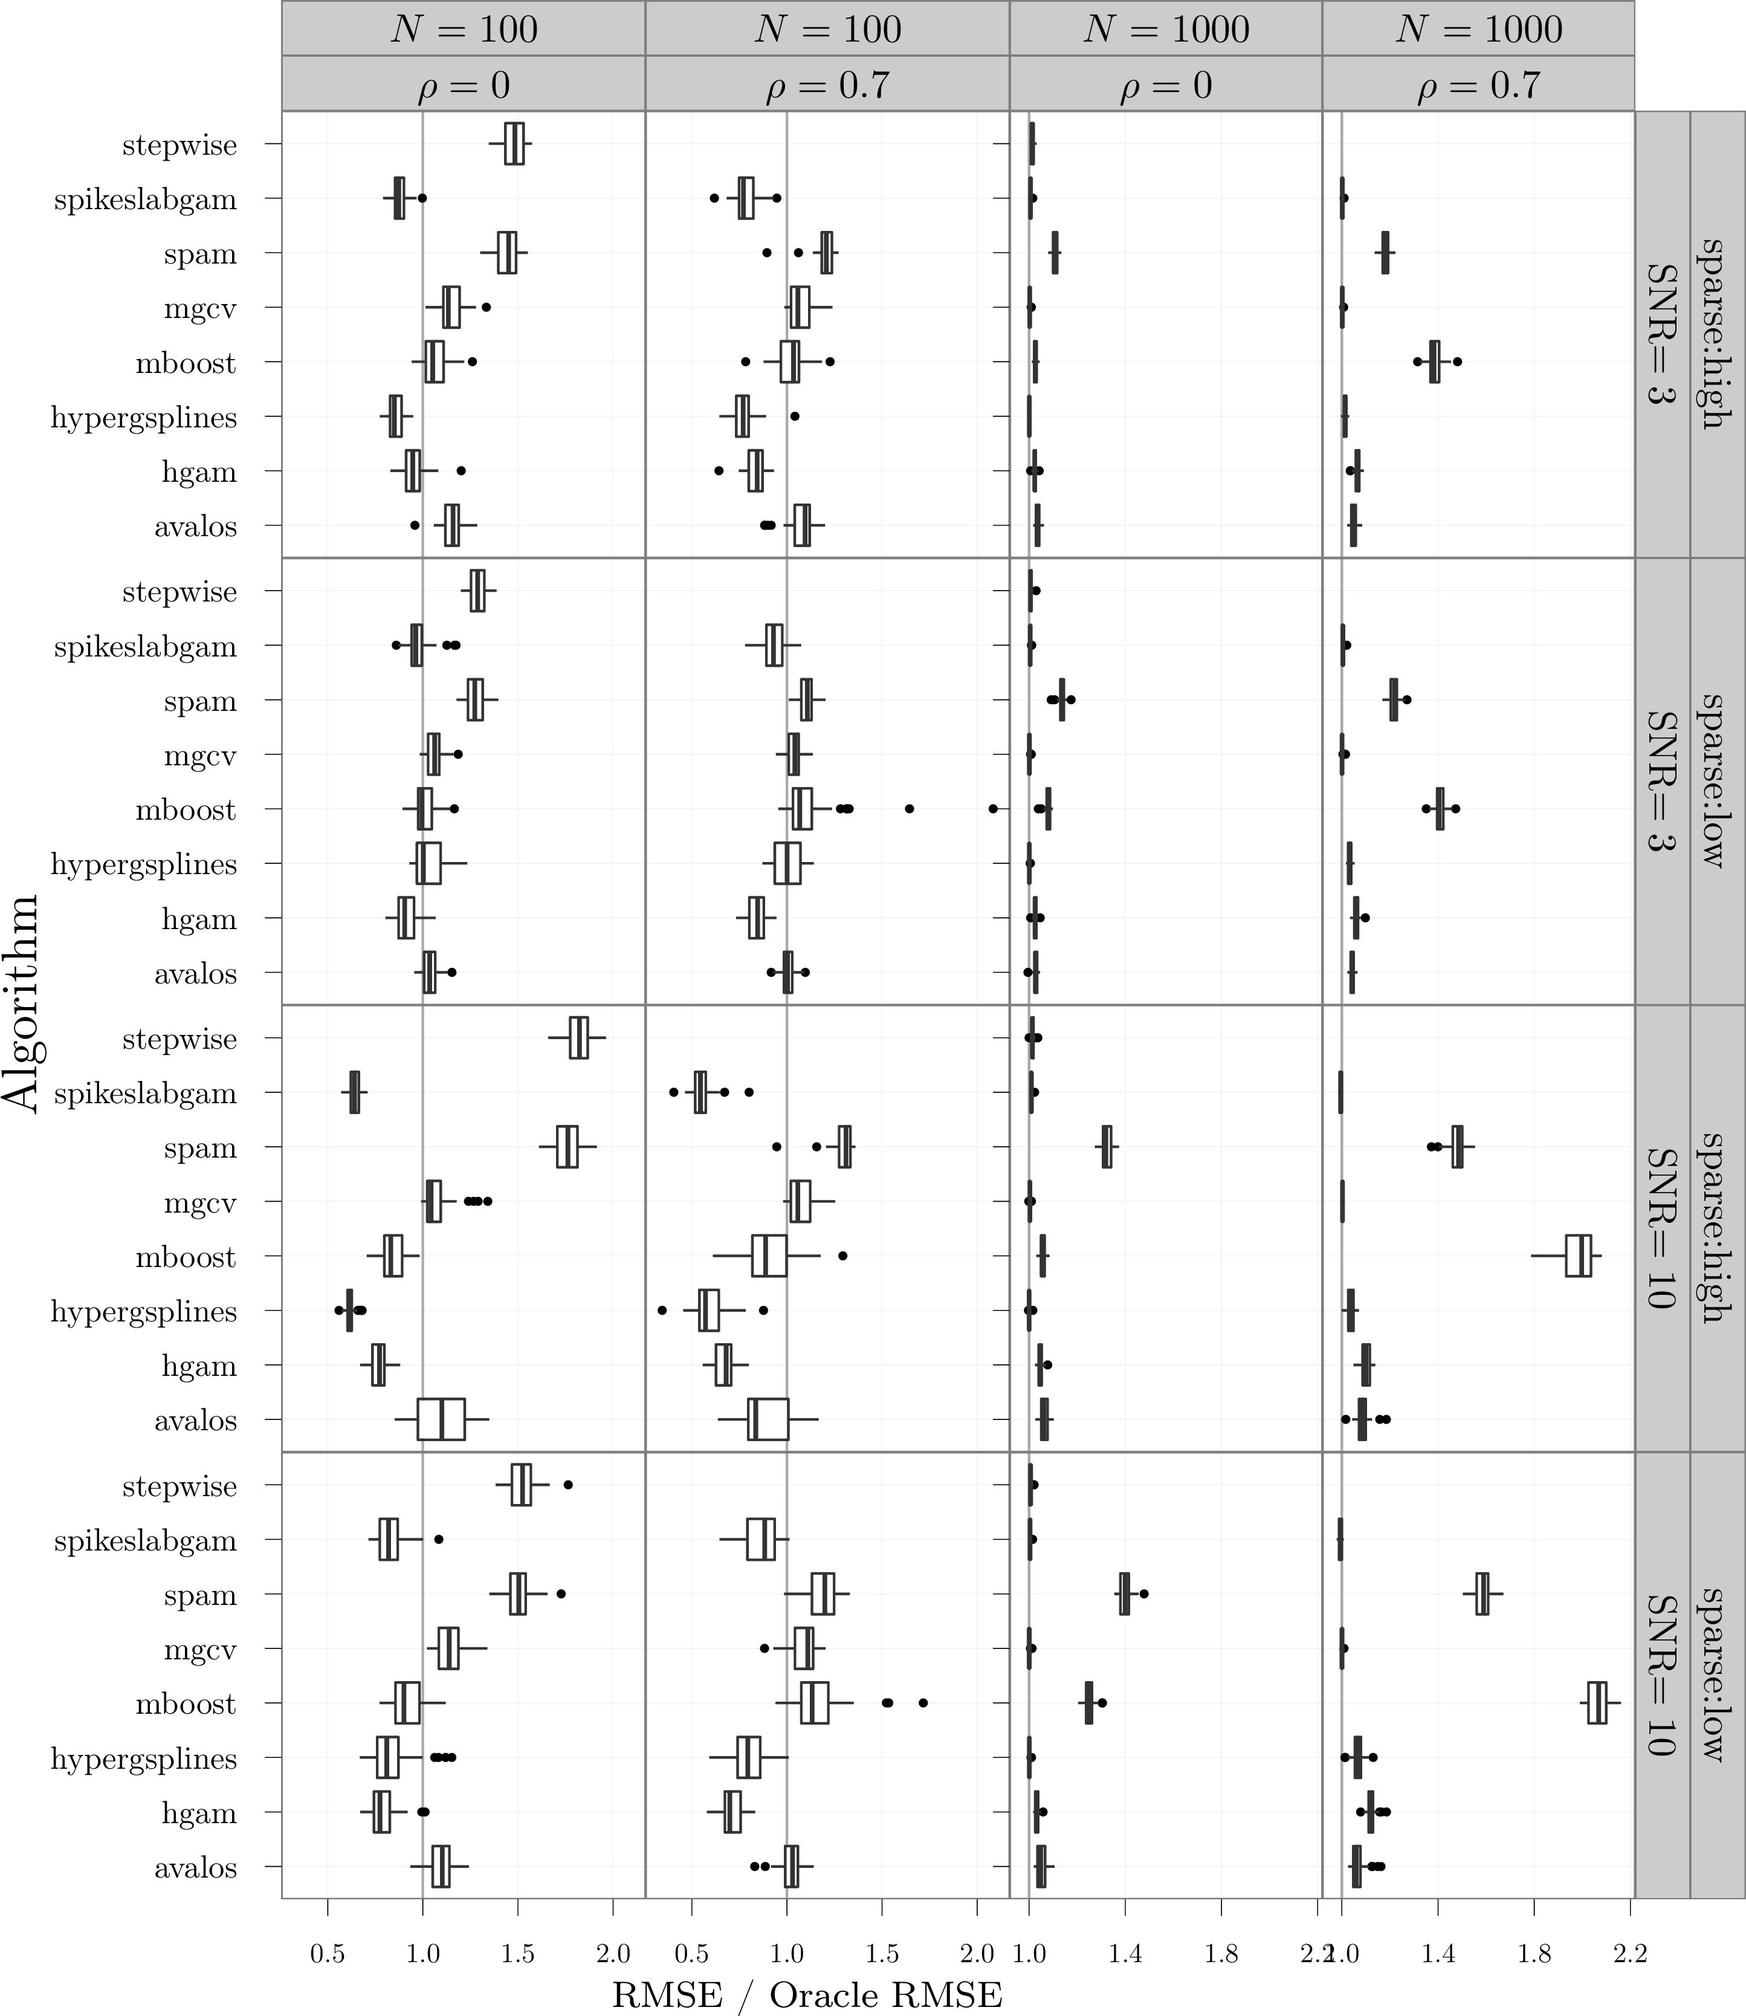 N = 100 N = 100 N = 1000 N = 1000
ρ = 0 ρ = 0.7 ρ = 0 ρ = 0.7
Algorithm
stepwise
spikeslabgam
spam
mgcv
mboost
hypergsplines
hgam
avalos
SNR= 3
sparse:high
stepwise
spikeslabgam
spam
mgcv
mboost
hypergsplines
hgam
avalos
SNR= 3
sparse:low
stepwise
spikeslabgam
spam
mgcv
mboost
hypergsplines
hgam
avalos
SNR= 10
sparse:high
stepwise
spikeslabgam
spam
mgcv
mboost
hypergsplines
hgam
avalos
SNR= 10
sparse:low
0.5 1.0 1.5 2.0 0.5 1.0 1.5 2.0 1.0 1.4 1.8 2.2 1.0 1.4 1.8 2.2
RMSE / Oracle RMSE